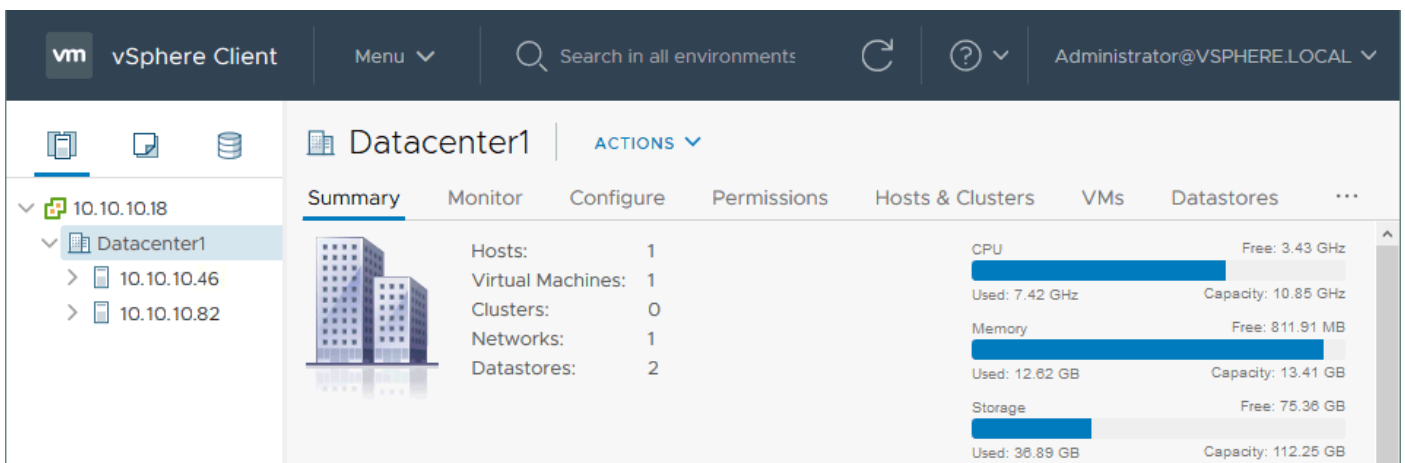 vm vSphere Client Menu Search in all environments Administrator@VSPHERE.LOCAL
Datacenter1 ACTIONS
Summary Monitor Configure Permissions Hosts & Clusters VMs Datastores ...
10.10.10.18
Datacenter1
10.10.10.46
10.10.10.82
Hosts: 1
Virtual Machines: 1
Clusters: 0
Networks: 1
Datastores: 2
CPU Free: 3.43 GHz
Used: 7.42 GHz Capacity: 10.85 GHz
Memory Free: 811.91 MB
Used: 12.62 GB Capacity: 13.41 GB
Storage Free: 75.36 GB
Used: 36.89 GB Capacity: 112.25 GB